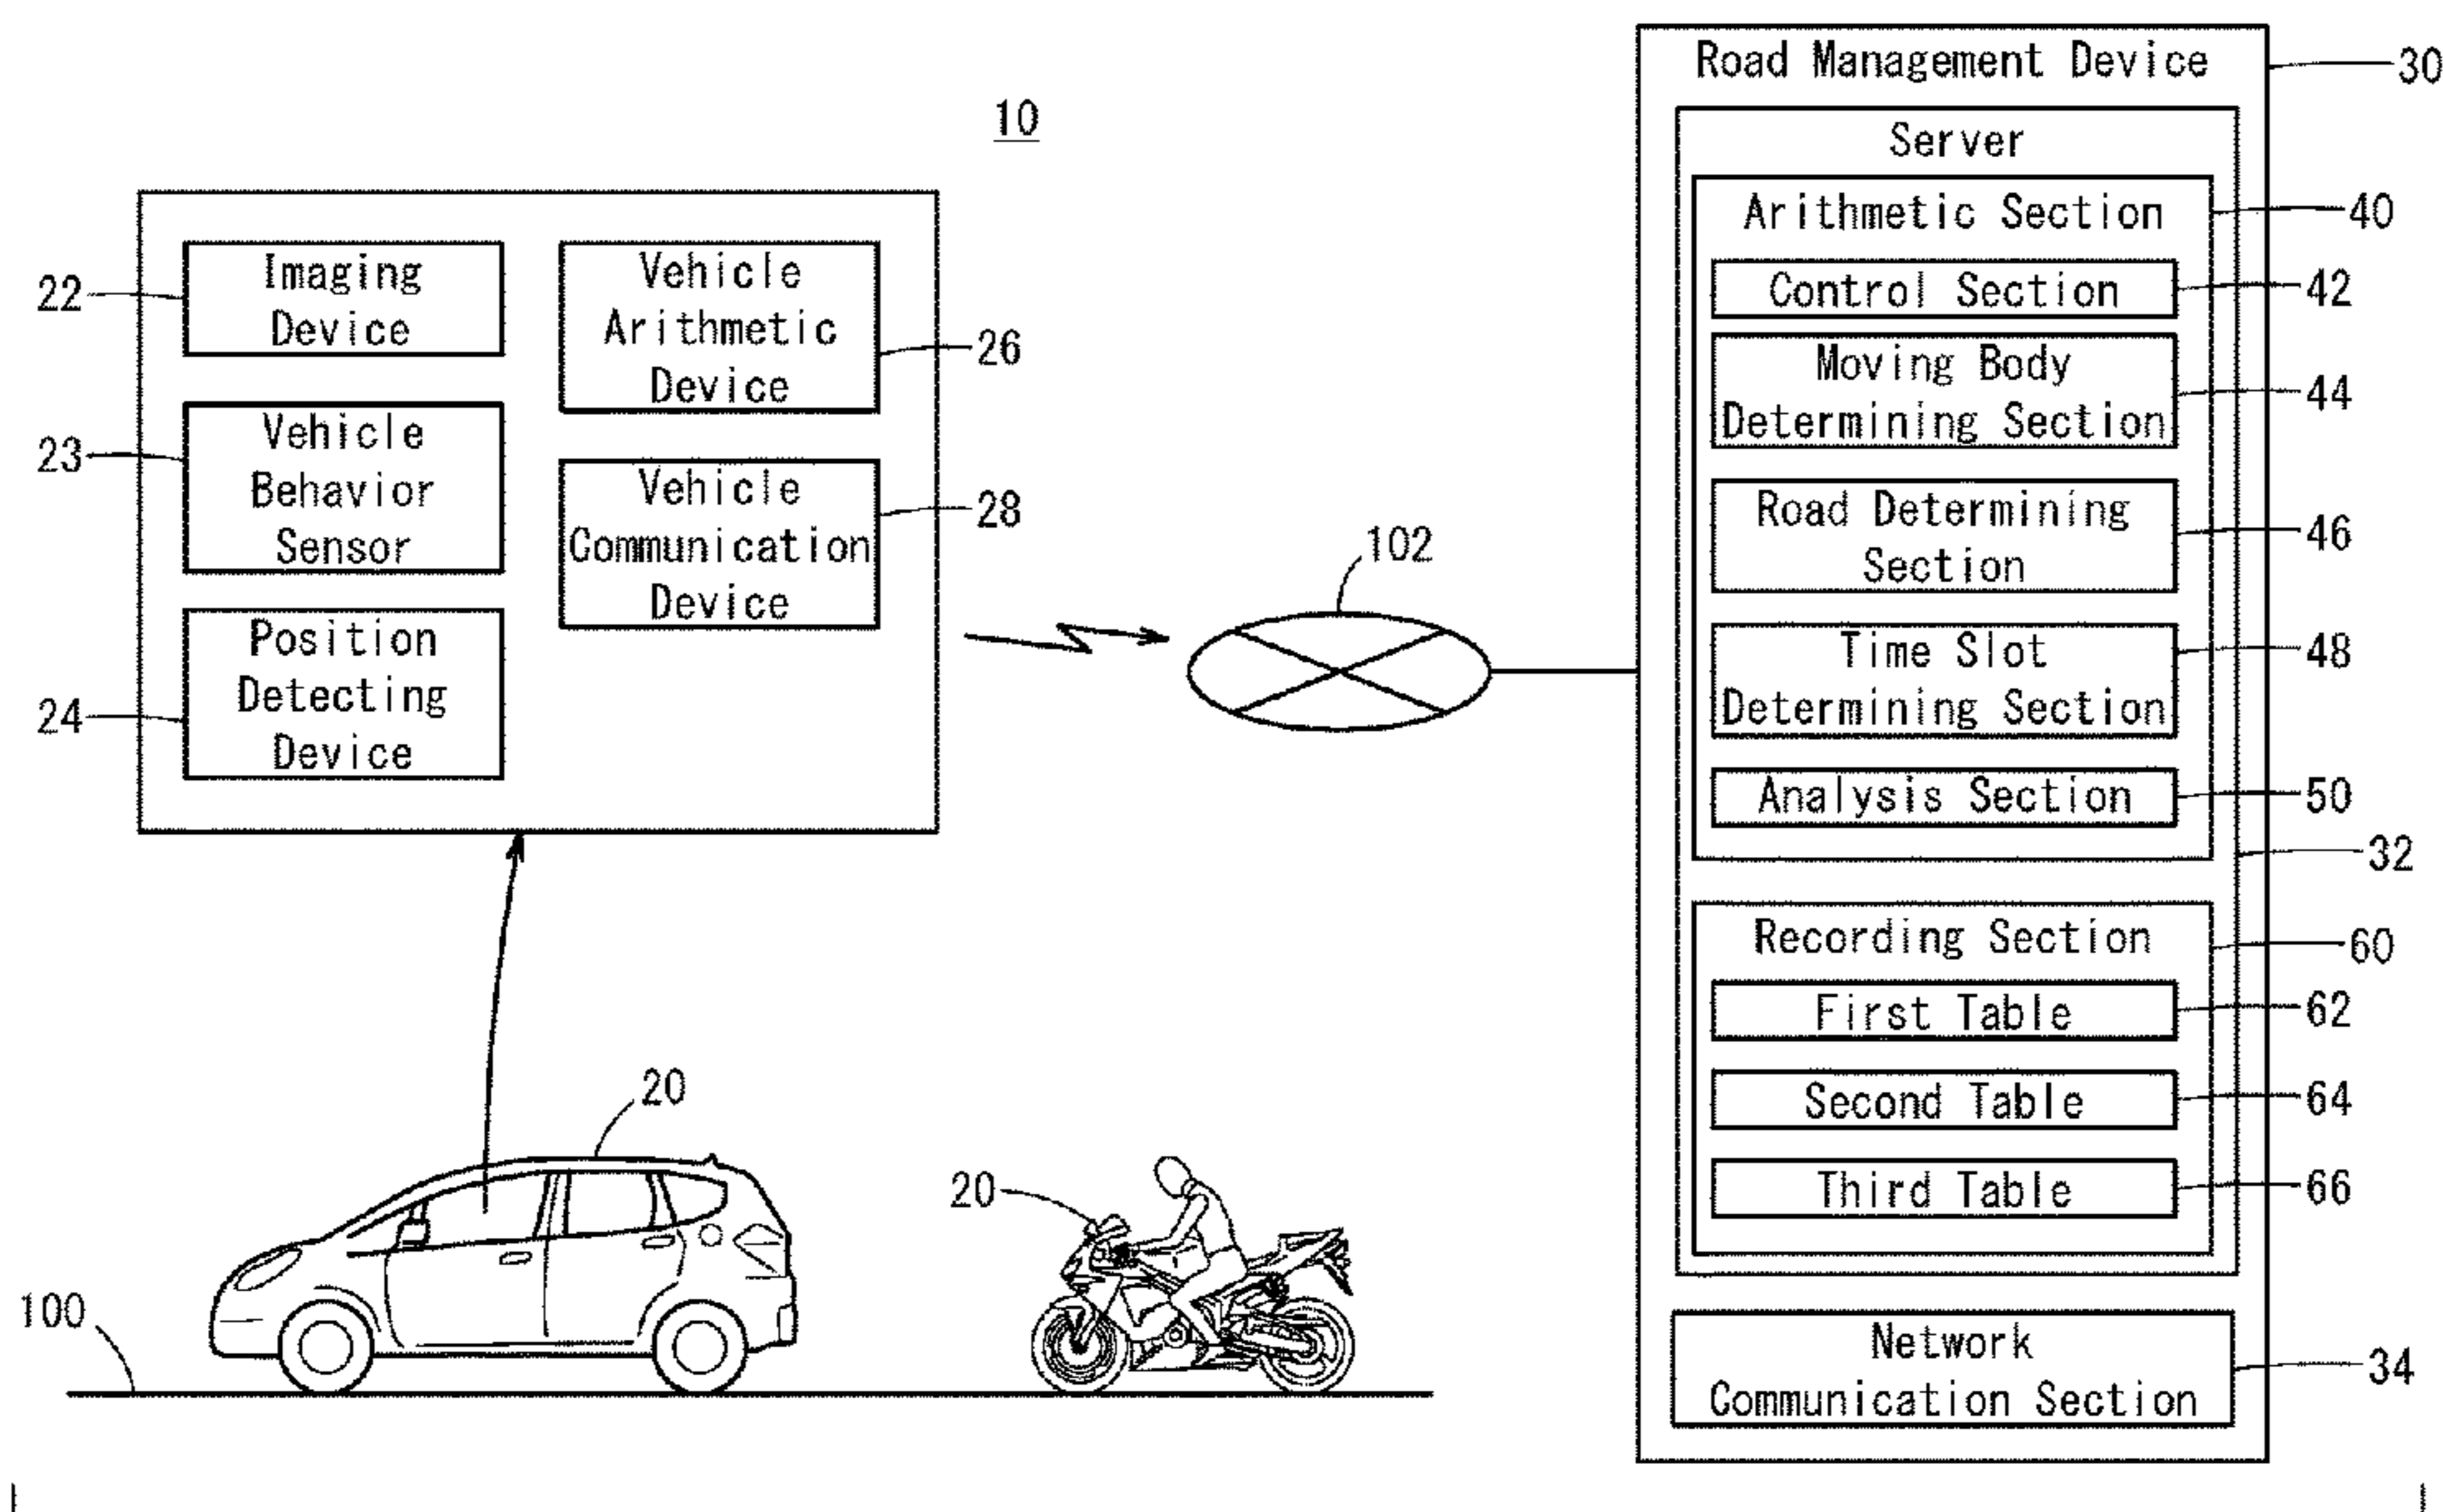 10
Imaging
Device
22
Vehicle
Behavior
Sensor
23
Position
Detecting
Device
24
Vehicle
Arithmetic
Device
26
Vehicle
Communication
Device
28
102
20
20
100
Road Management Device
30
Server
Arithmetic Section
40
Control Section
42
Moving Body
Determining Section
44
Road Determining
Section
46
Time Slot
Determining Section
48
Analysis Section
50
32
Recording Section
60
First Table
62
Second Table
64
Third Table
66
Network
Communication Section
34